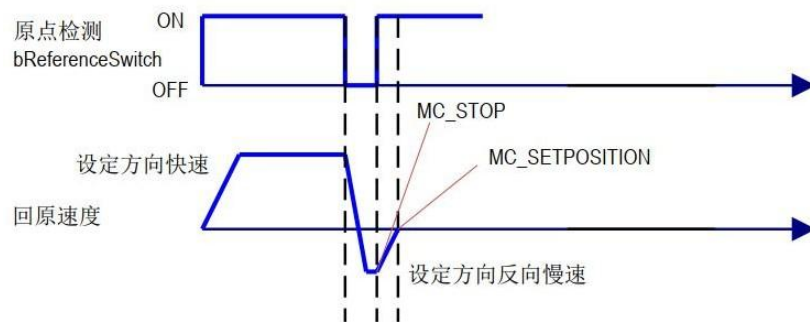 原点检测
bReferenceSwitch
ON
OFF
MC_STOP
MC_SETPOSITION
设定方向快速
回原速度
设定方向反向慢速